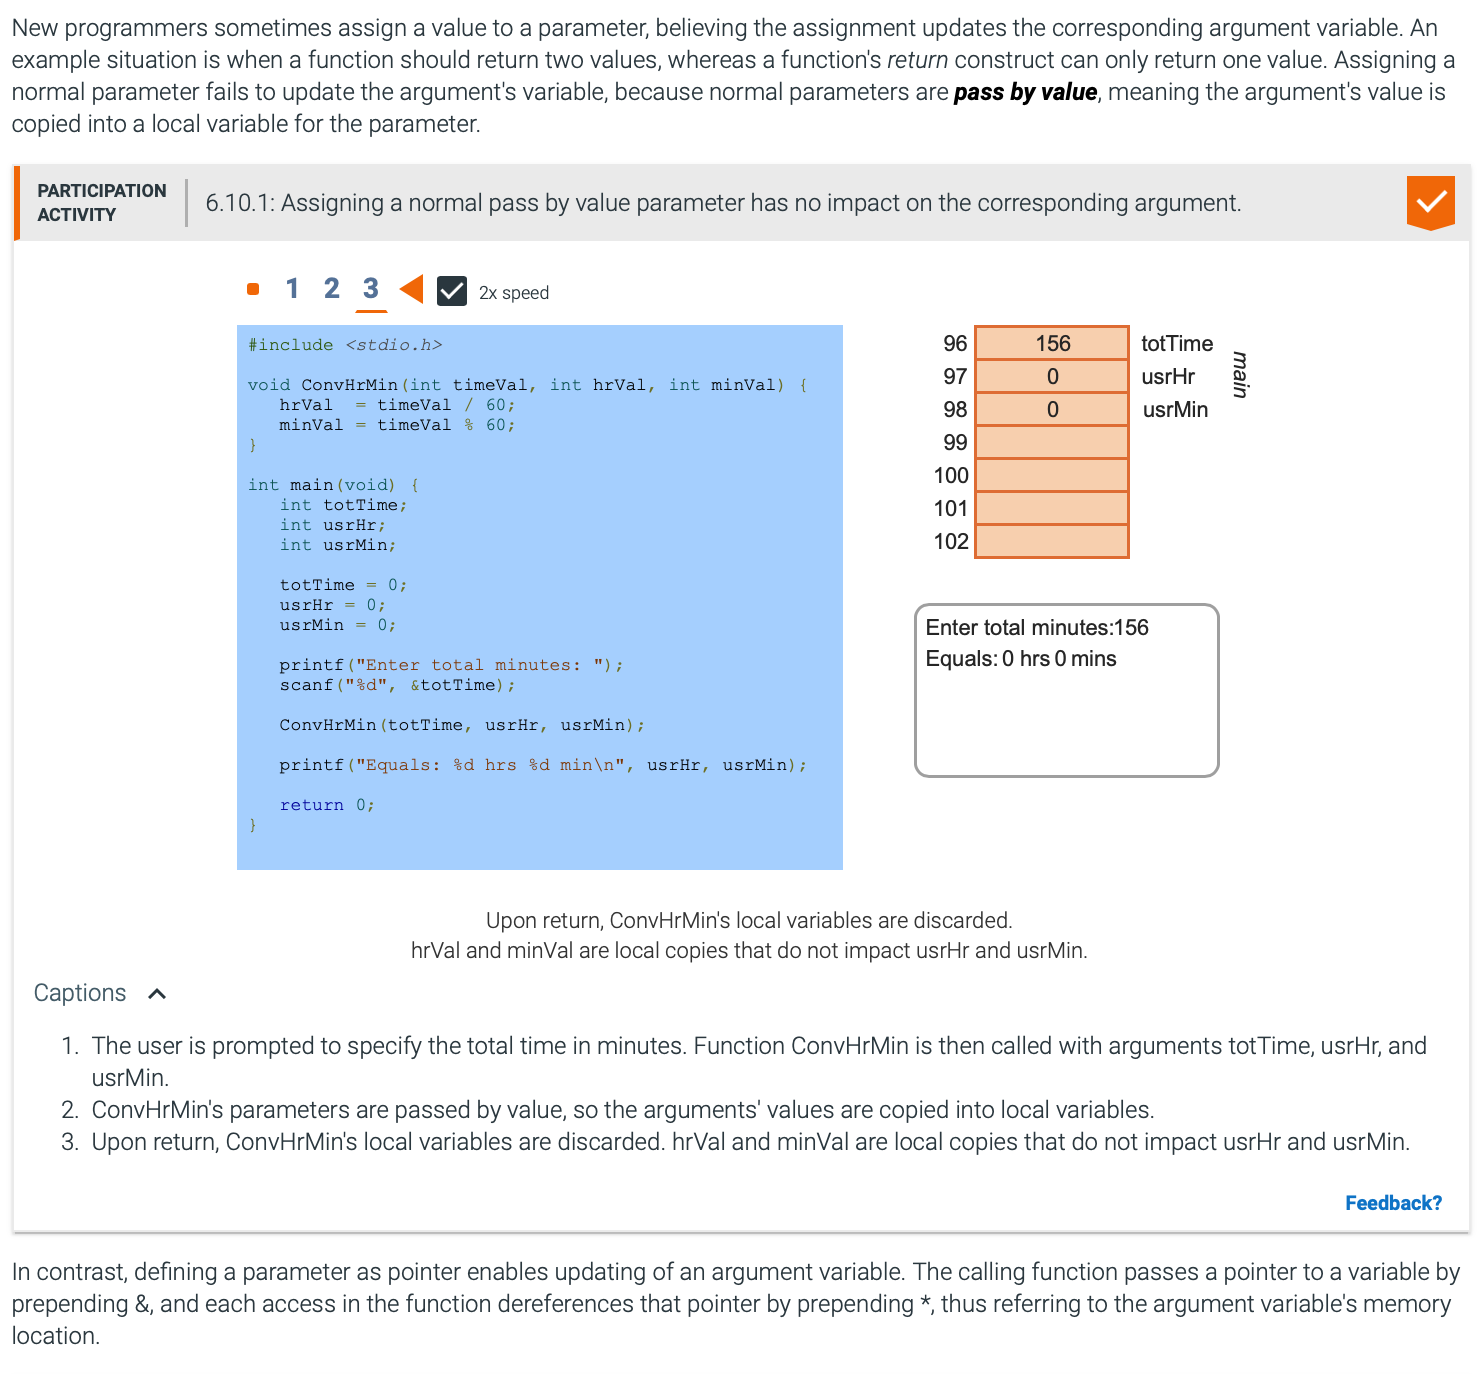 New programmers sometimes assign a value to a parameter, believing the assignment updates the corresponding argument variable. An
example situation is when a function should return two values, whereas a function's return construct can only return one value. Assigning a
normal parameter fails to update the argument's variable, because normal parameters are pass by value, meaning the argument's value is
copied into a local variable for the parameter.
PARTICIPATION
ACTIVITY
6.10.1: Assigning a normal pass by value parameter has no impact on the corresponding argument.
1 2 3 2x speed
#include <stdio.h>
void ConvHrMin(int timeVal, int hrVal, int minVal) {
   hrVal  = timeVal / 60;
   minVal = timeVal % 60;
}
int main(void) {
   int totTime;
   int usrHr;
   int usrMin;
   totTime = 0;
   usrHr = 0;
   usrMin = 0;
   printf("Enter total minutes: ");
   scanf("%d", &totTime);
   ConvHrMin(totTime, usrHr, usrMin);
   printf("Equals: %d hrs %d min\n", usrHr, usrMin);
   return 0;
}
96 156 totTime
97 0 usrHr
98 0 usrMin
99
100
101
102
main
Enter total minutes:156
Equals: 0 hrs 0 mins
Upon return, ConvHrMin's local variables are discarded.
hrVal and minVal are local copies that do not impact usrHr and usrMin.
Captions
1. The user is prompted to specify the total time in minutes. Function ConvHrMin is then called with arguments totTime, usrHr, and
usrMin.
2. ConvHrMin's parameters are passed by value, so the arguments' values are copied into local variables.
3. Upon return, ConvHrMin's local variables are discarded. hrVal and minVal are local copies that do not impact usrHr and usrMin.
Feedback?
In contrast, defining a parameter as pointer enables updating of an argument variable. The calling function passes a pointer to a variable by
prepending &, and each access in the function dereferences that pointer by prepending *, thus referring to the argument variable's memory
location.